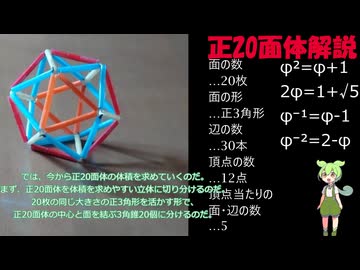 正20面体解説
面の数
…20枚
面の形
…正3角形
辺の数
…30本
頂点の数
…12点
頂点当たりの
面・辺の数
…5
φ²=φ+1
2φ=1+√5
φ⁻¹=φ-1
φ⁻²=2-φ
では、今から正20面体の体積を求めていくのだ。
まず、正20面体を体積を求めやすい立体に切り分けるのだ。
20枚の同じ大きさの正3角形を活かす形で、
正20面体の中心と面を結ぶ3角錐20個に分けるのだ。